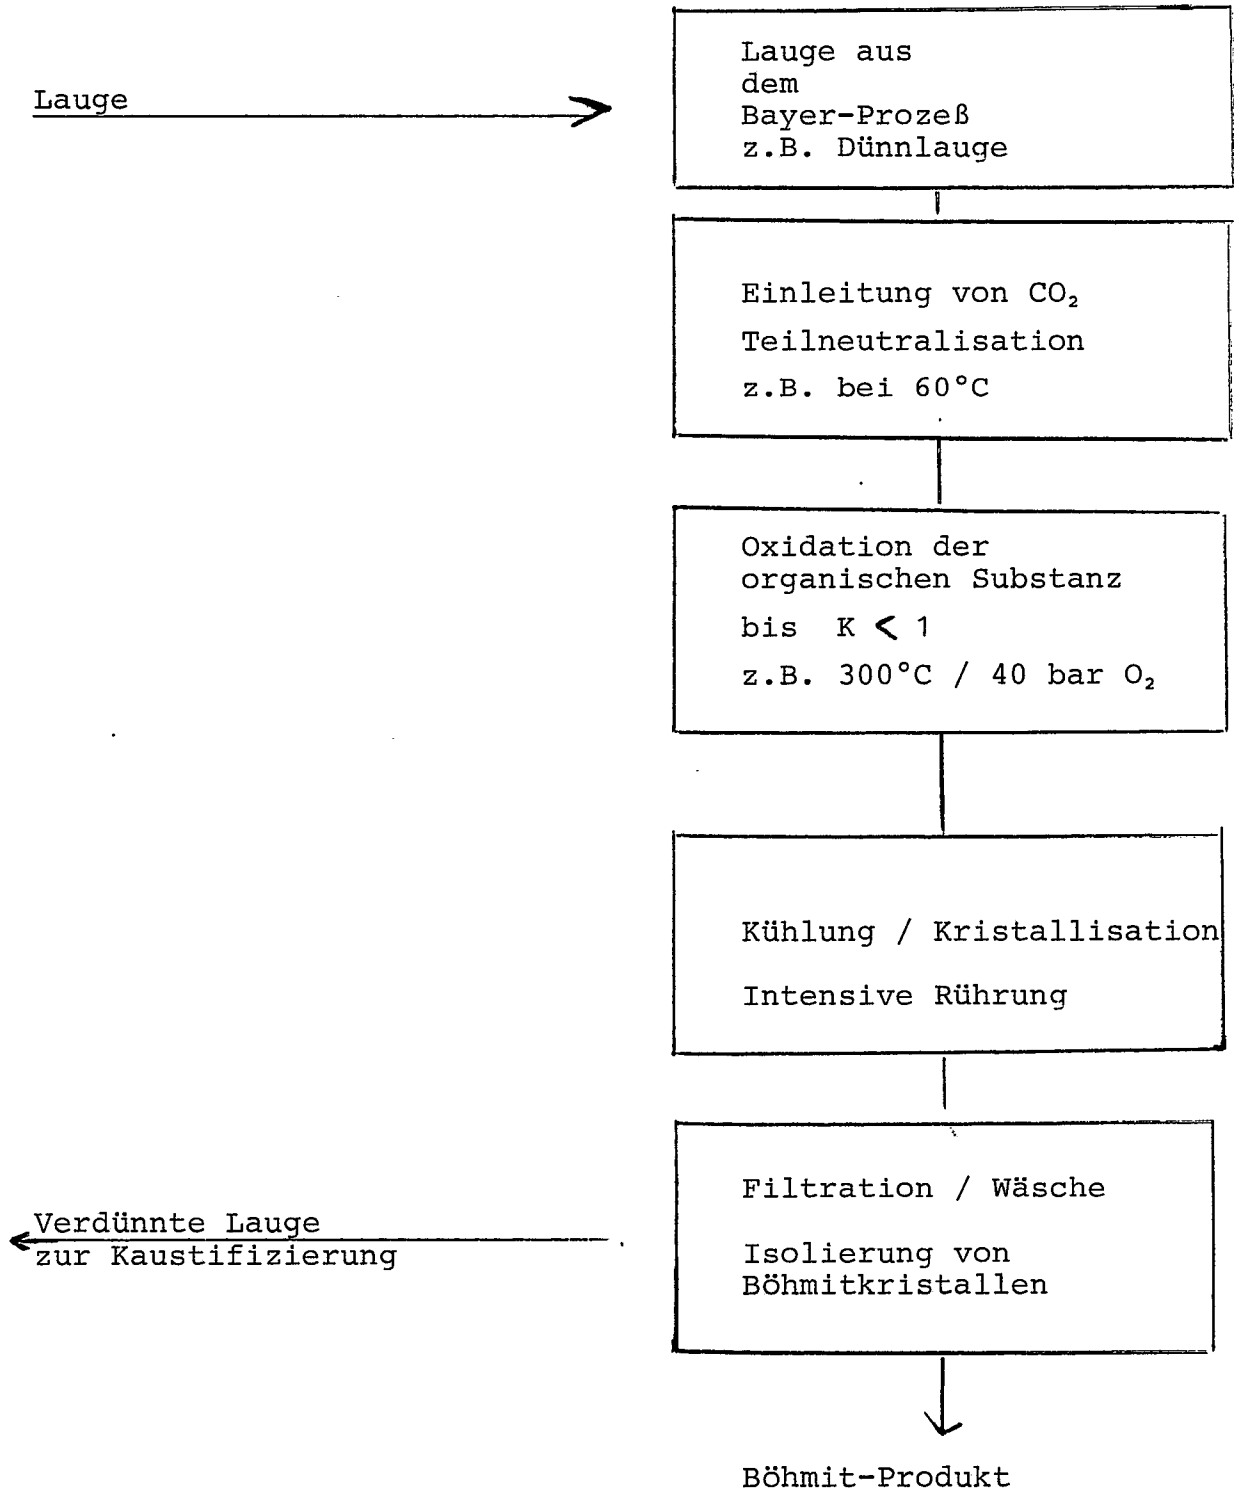 Lauge
Lauge aus
dem
Bayer-Prozeß
z.B. Dünnlauge
Einleitung von CO₂
Teilneutralisation
z.B. bei 60°C
Oxidation der
organischen Substanz
bis K < 1
z.B. 300°C / 40 bar O₂
Kühlung / Kristallisation
Intensive Rührung
Filtration / Wäsche
Isolierung von
Böhmitkristallen
Verdünnte Lauge
zur Kaustifizierung
Böhmit-Produkt